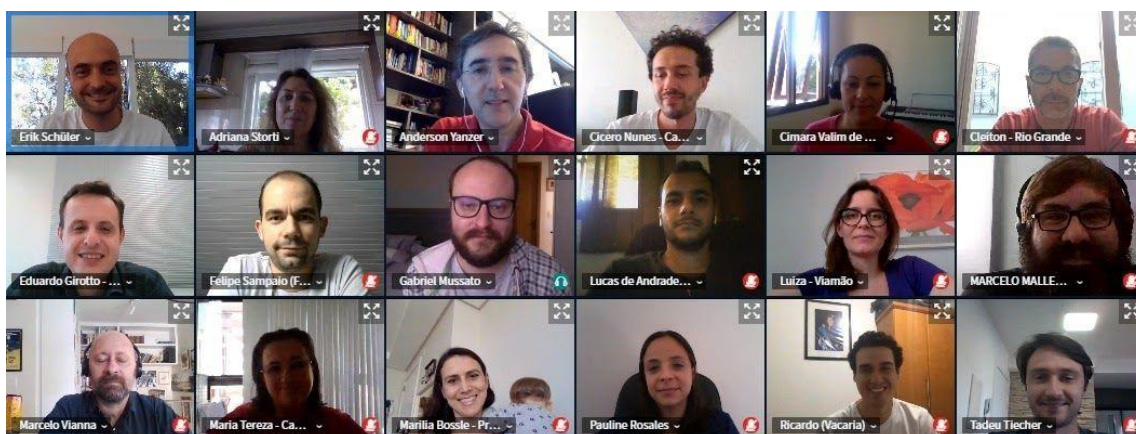 Erik Schüler
Adriana Storti
Anderson Yanzer
Cicero Nunes - Ca...
Cimara Valim de ...
Cleiton - Rio Grande
Eduardo Girotto - ...
Felipe Sampaio (F...
Gabriel Mussato
Lucas de Andrade...
Luiza - Viamão
MARCELO MALLE...
Marcelo Vianna
Maria Tereza - Ca...
Marilia Bossle - Pr...
Pauline Rosales
Ricardo (Vacaria)
Tadeu Tiecher